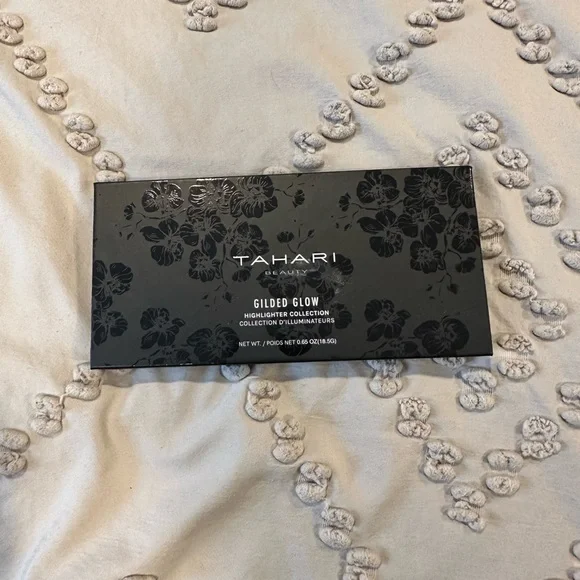 TAHARI
BEAUTY
GILDED GLOW
HIGHLIGHTER COLLECTION
COLLECTION D'ILLUMINATEURS
NET WT. / POIDS NET 0.65 OZ(18.5G)